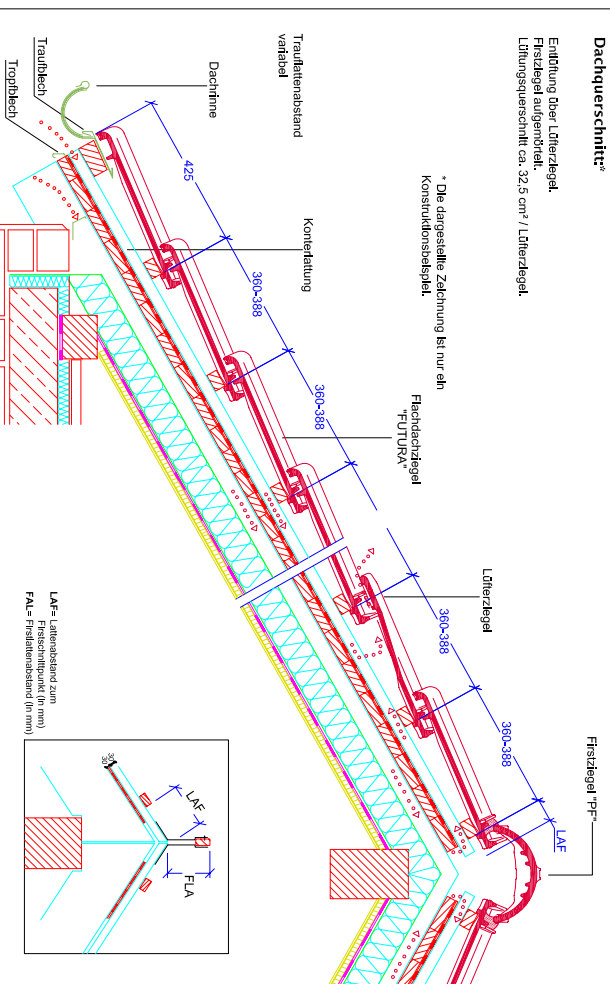 Dachquerschnitt:*
Entlüftung über Lüfterziegel.
Firstziegel aufgemörtelt.
Lüftungsquerschnitt ca. 32,5 cm² / Lüfterziegel.
* Die dargestellte Zeichnung ist nur ein
Konstruktionsbeispiel.
Firstziegel "PF"
LAF
360-388
360-388
Lüfterziegel
Flachdachziegel
"FUTURA"
360-388
360-388
Konterlattung
425
Trauflattenabstand
variabel
Dachrinne
Traufblech
Tropfblech
LAF= Lattenabstand zum
Firstschnittpunkt (in mm)
FAL= Firstlattenabstand (in mm)
30
30
LAF
FLA